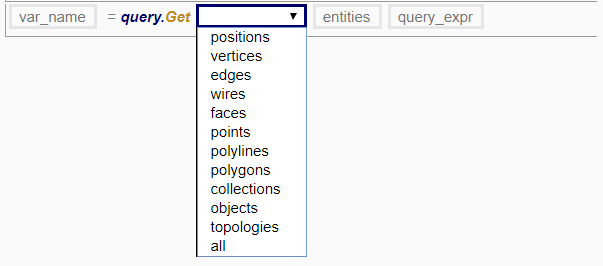 var_name = query.Get ▼ entities query_expr
positions
vertices
edges
wires
faces
points
polylines
polygons
collections
objects
topologies
all